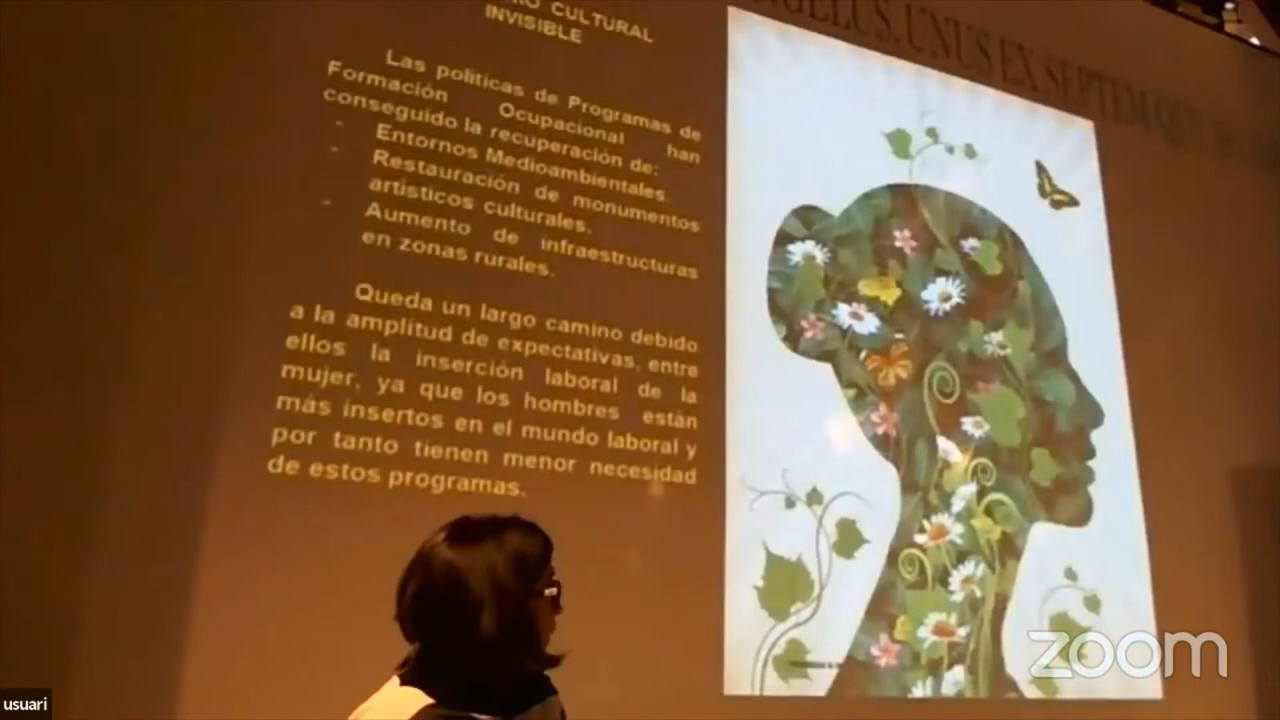 CULTURAL
INVISIBLE
Las políticas de Programas de
Formación Ocupacional han
conseguido la recuperación de:
- Entornos Medioambientales.
- Restauración de monumentos
artísticos culturales.
- Aumento de infraestructuras
en zonas rurales.
Queda un largo camino debido
a la amplitud de expectativas, entre
ellos la inserción laboral de la
mujer, ya que los hombres están
más insertos en el mundo laboral y
por tanto tienen menor necesidad
de estos programas.
UNUS EX SEPTEM
zoom
usuari